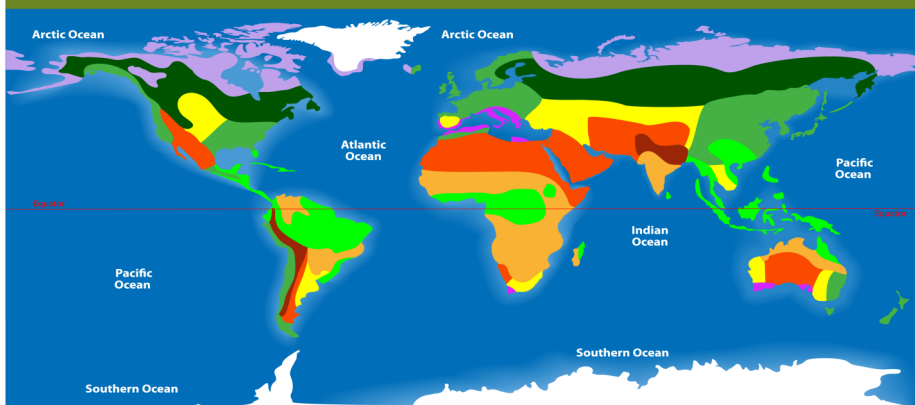 Arctic Ocean
Arctic Ocean
Atlantic
Ocean
Pacific
Ocean
Equator
Equator
Indian
Ocean
Pacific
Ocean
Southern Ocean
Southern Ocean